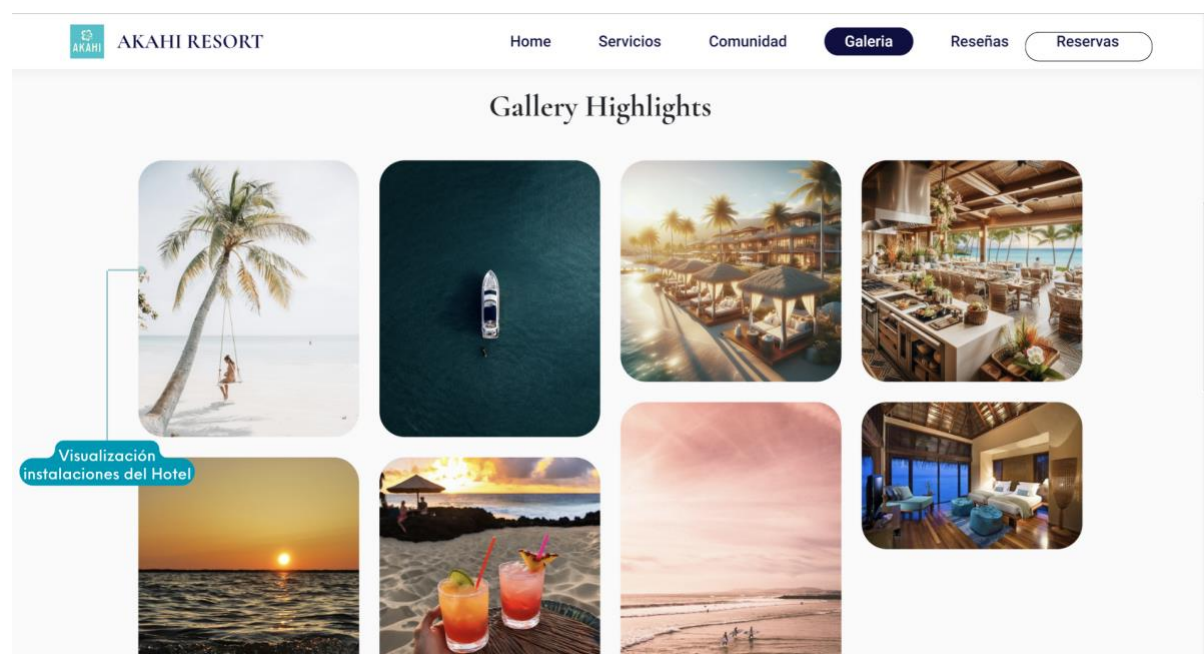 AKAHI
AKAHI RESORT
Home
Servicios
Comunidad
Galeria
Reseñas
Reservas
Gallery Highlights
Visualización
instalaciones del Hotel